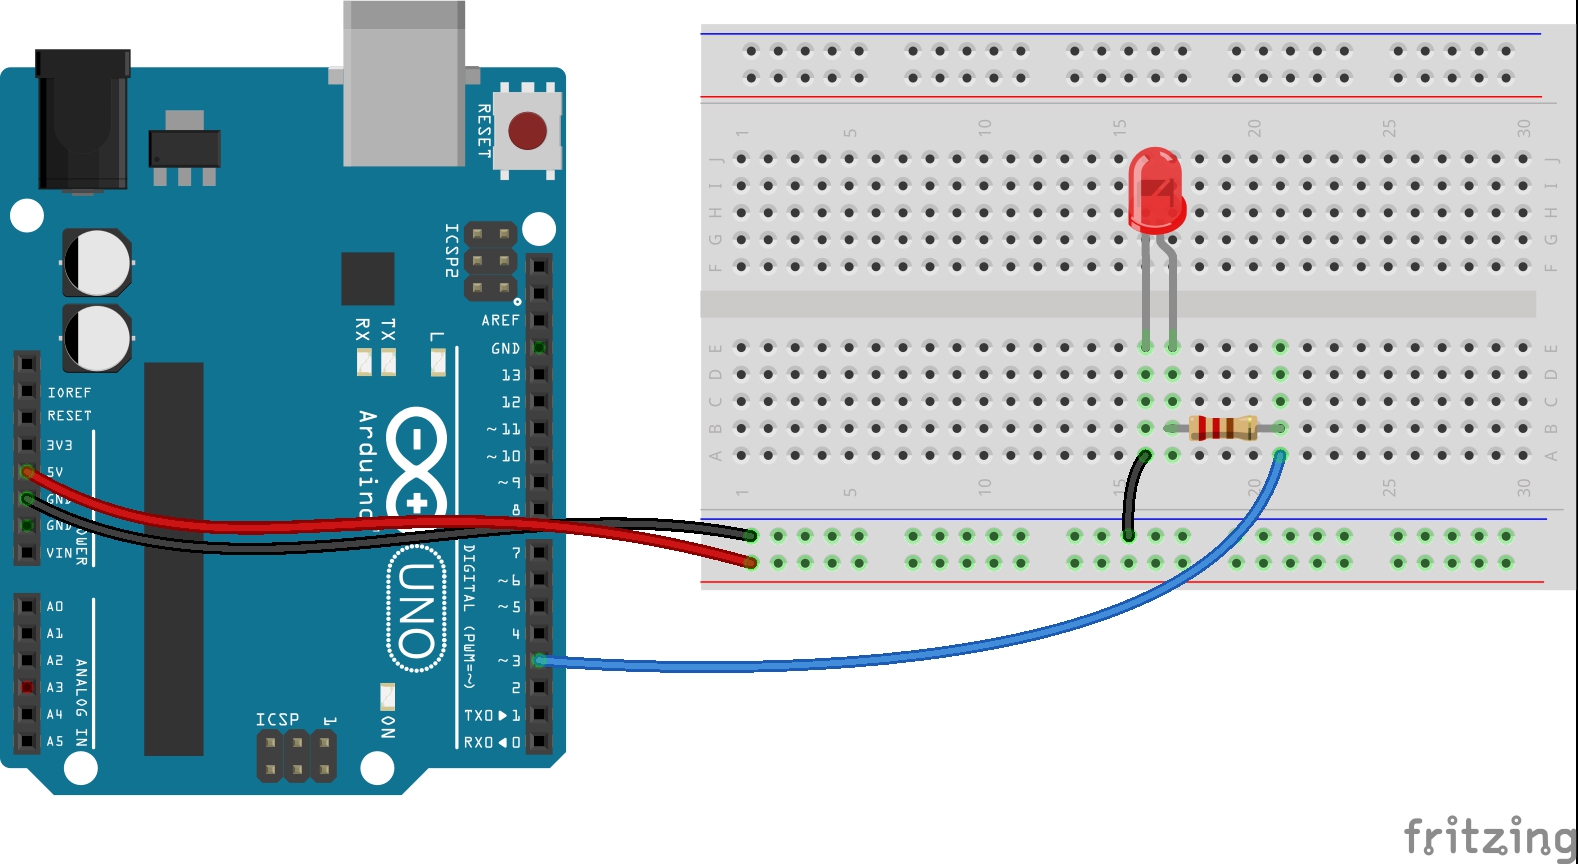 RESET
ICSP2
AREF
GND
13
12
~11
~10
~9
8
7
~6
~5
4
~3
2
TX0▶1
RX0◀0
RX
TX
L
IOREF
RESET
3V3
5V
GND
GND
VIN
POWER
A0
A1
A2
A3
A4
A5
ANALOG IN
Arduino
UNO
DIGITAL (PWM=~)
ICSP
1
ON
1 5 10 15 20 25 30
J J
I I
H H
G G
F F
E E
D D
C C
B B
A A
1 5 10 15 20 25 30
fritzing